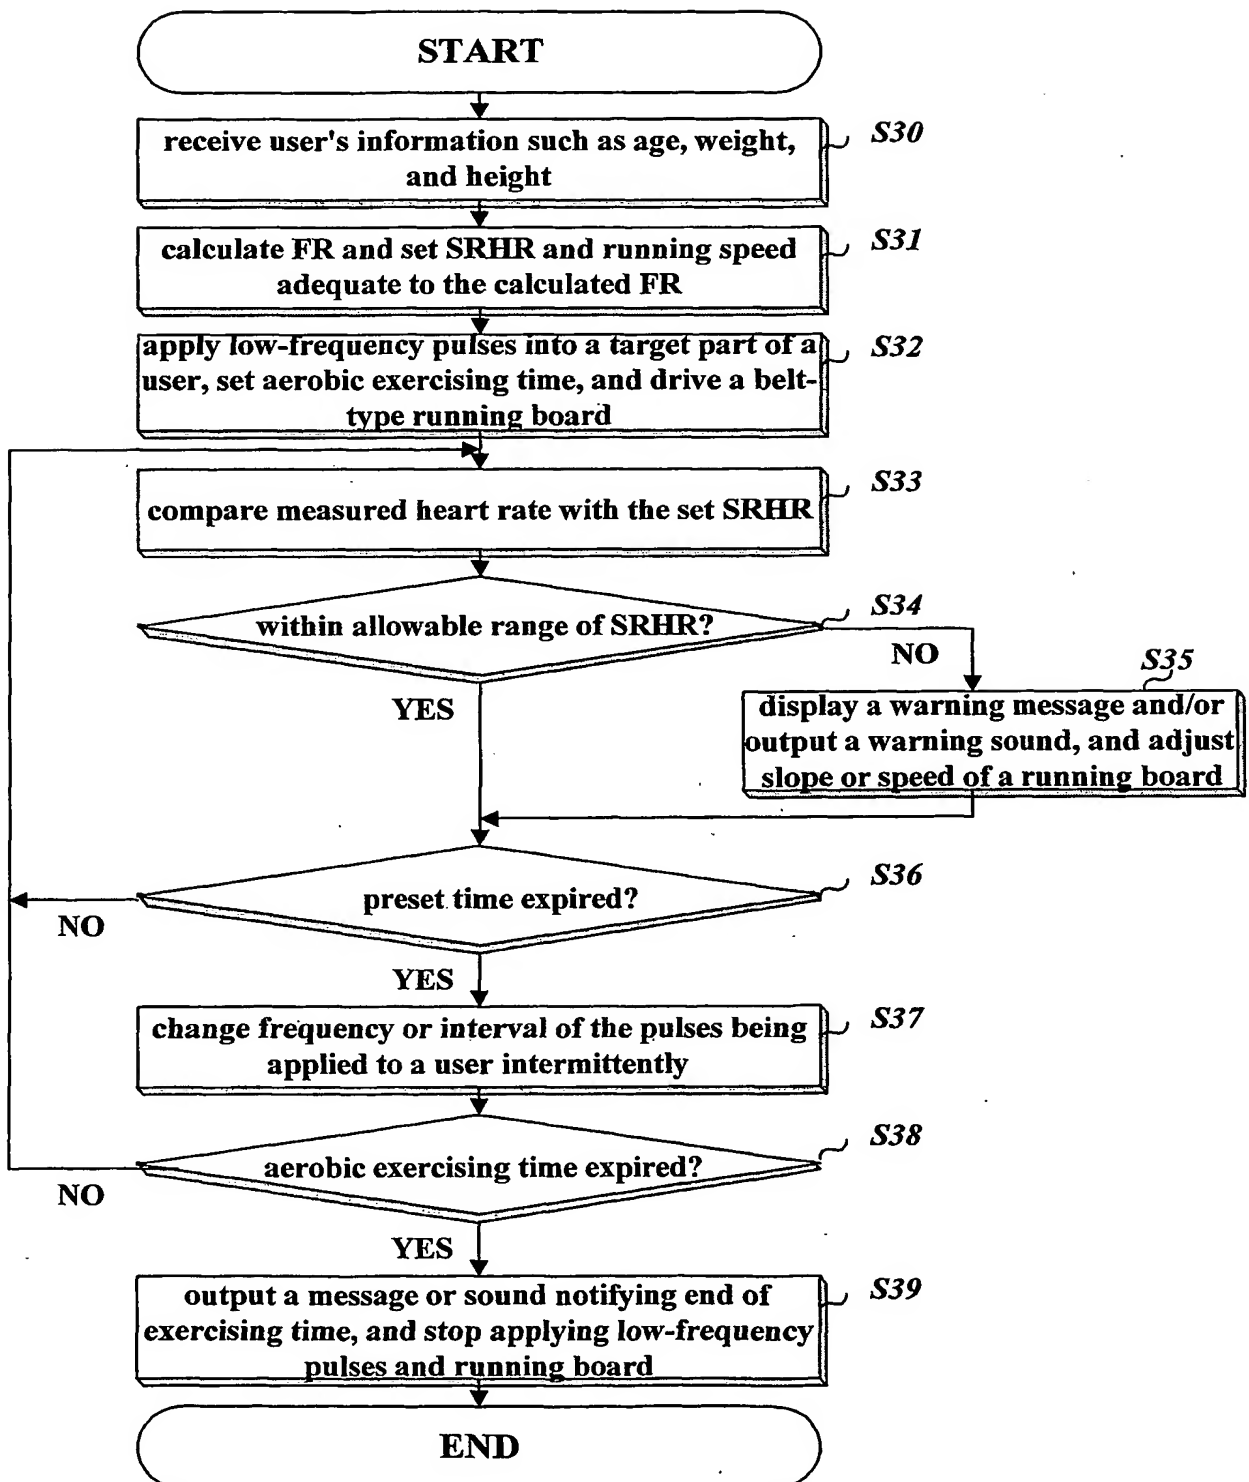 START
receive user's information such as age, weight,
and height
S30
calculate FR and set SRHR and running speed
adequate to the calculated FR
S31
apply low-frequency pulses into a target part of a
user, set aerobic exercising time, and drive a belt-
type running board
S32
compare measured heart rate with the set SRHR
S33
within allowable range of SRHR?
S34
NO
YES
S35
display a warning message and/or
output a warning sound, and adjust
slope or speed of a running board
preset time expired?
S36
NO
YES
change frequency or interval of the pulses being
applied to a user intermittently
S37
aerobic exercising time expired?
S38
NO
YES
output a message or sound notifying end of
exercising time, and stop applying low-frequency
pulses and running board
S39
END